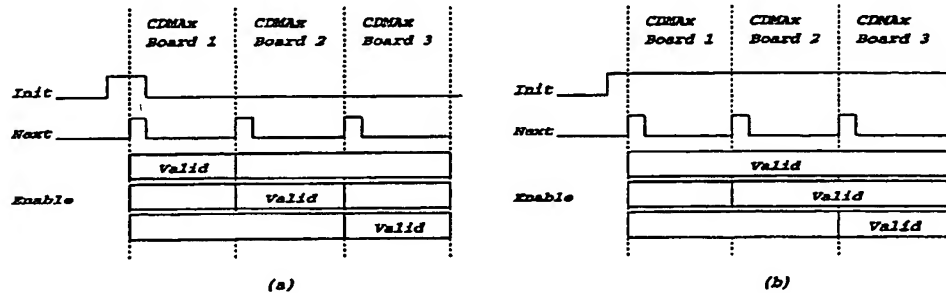 CDMAx Board 1
CDMAx Board 2
CDMAx Board 3
Init
Next
Valid
Enable
Valid
Valid
(a)
CDMAx Board 1
CDMAx Board 2
CDMAx Board 3
Init
Next
Valid
Enable
Valid
Valid
(b)